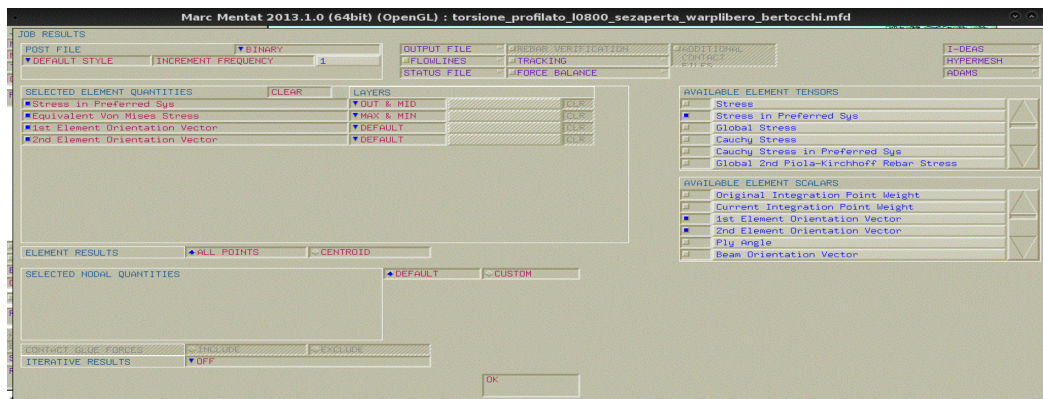 Marc Mentat 2013.1.0 (64bit) (OpenGL) : torsione_profilato_l0800_sezaperta_warplibero_bertocchi.mfd
JOB RESULTS
POST FILE BINARY
DEFAULT STYLE INCREMENT FREQUENCY 1
OUTPUT FILE REBAR VERIFICATION
FLOWLINES TRACKING
STATUS FILE FORCE BALANCE
ADDITIONAL
CONTACT
I-DEAS
HYPERMESH
ADAMS
SELECTED ELEMENT QUANTITIES CLEAR LAYERS
Stress in Preferred Sys OUT & MID CLR
Equivalent Von Mises Stress MAX & MIN CLR
1st Element Orientation Vector DEFAULT CLR
2nd Element Orientation Vector DEFAULT CLR
AVAILABLE ELEMENT TENSORS
Stress
Stress in Preferred Sys
Global Stress
Cauchy Stress
Cauchy Stress in Preferred Sys
Global 2nd Piola-Kirchhoff Rebar Stress
AVAILABLE ELEMENT SCALARS
Original Integration Point Weight
Current Integration Point Weight
1st Element Orientation Vector
2nd Element Orientation Vector
Ply Angle
Beam Orientation Vector
ELEMENT RESULTS ALL POINTS CENTROID
SELECTED NODAL QUANTITIES DEFAULT CUSTOM
CONTACT GLUE FORCES INCLUDE EXCLUDE
ITERATIVE RESULTS OFF
OK